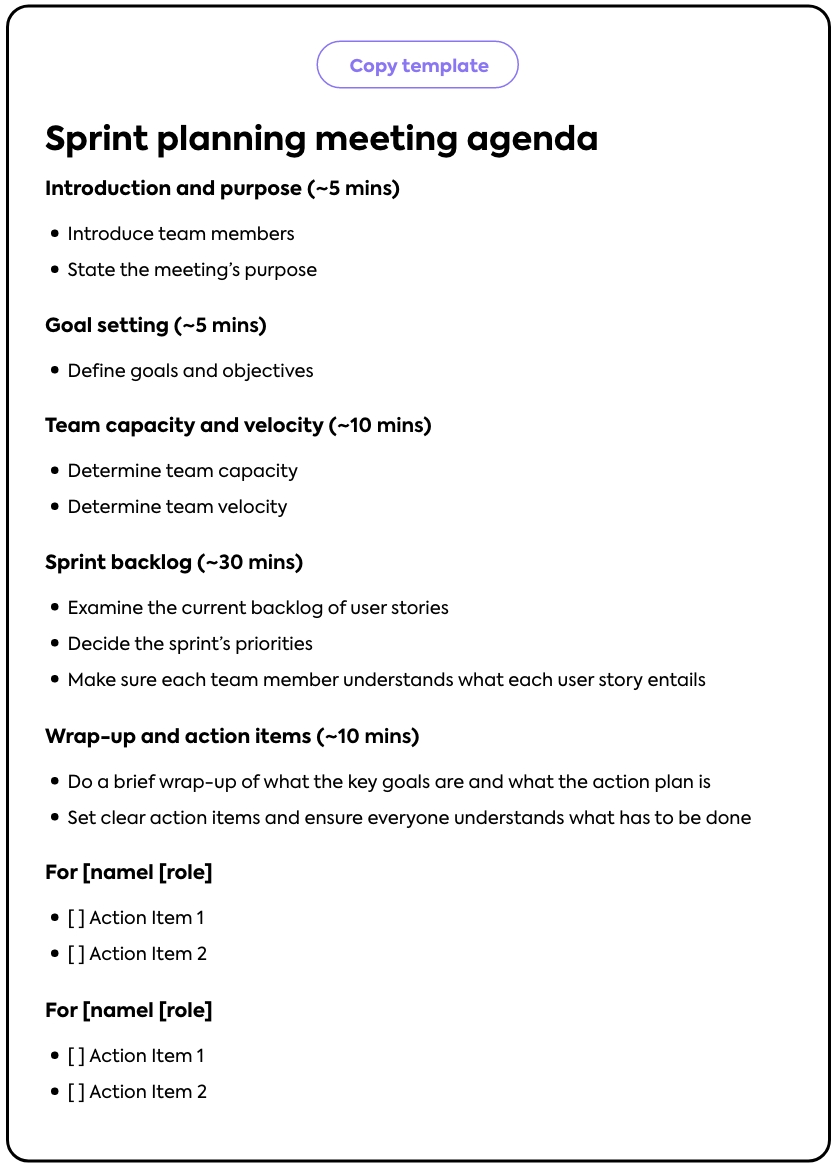 Copy template
Sprint planning meeting agenda
Introduction and purpose (~5 mins)
• Introduce team members
• State the meeting’s purpose
Goal setting (~5 mins)
• Define goals and objectives
Team capacity and velocity (~10 mins)
• Determine team capacity
• Determine team velocity
Sprint backlog (~30 mins)
• Examine the current backlog of user stories
• Decide the sprint’s priorities
• Make sure each team member understands what each user story entails
Wrap-up and action items (~10 mins)
• Do a brief wrap-up of what the key goals are and what the action plan is
• Set clear action items and ensure everyone understands what has to be done
For [namel [role]
• [ ] Action Item 1
• [ ] Action Item 2
For [namel [role]
• [ ] Action Item 1
• [ ] Action Item 2